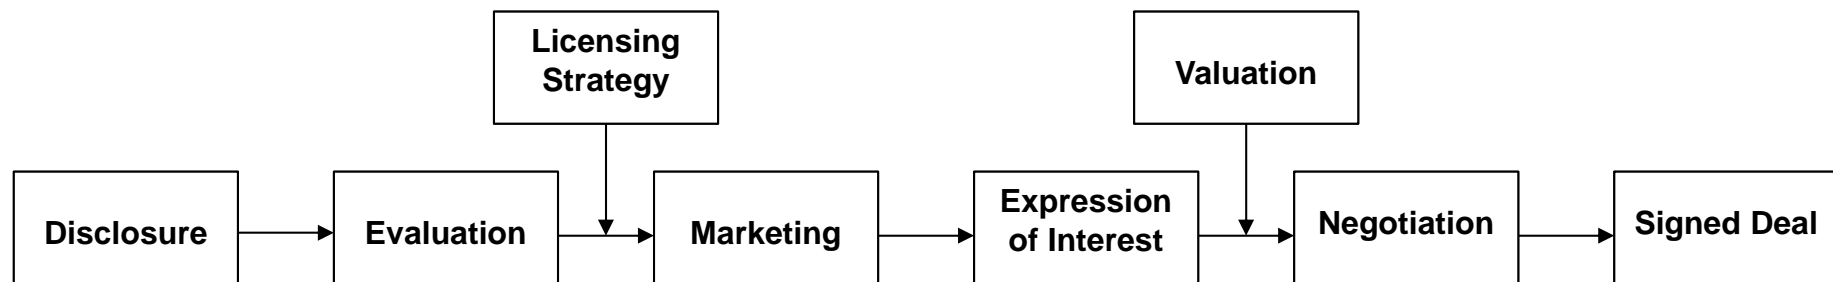 Licensing
Strategy
Valuation
Disclosure
Evaluation
Marketing
Expression
of Interest
Negotiation
Signed Deal